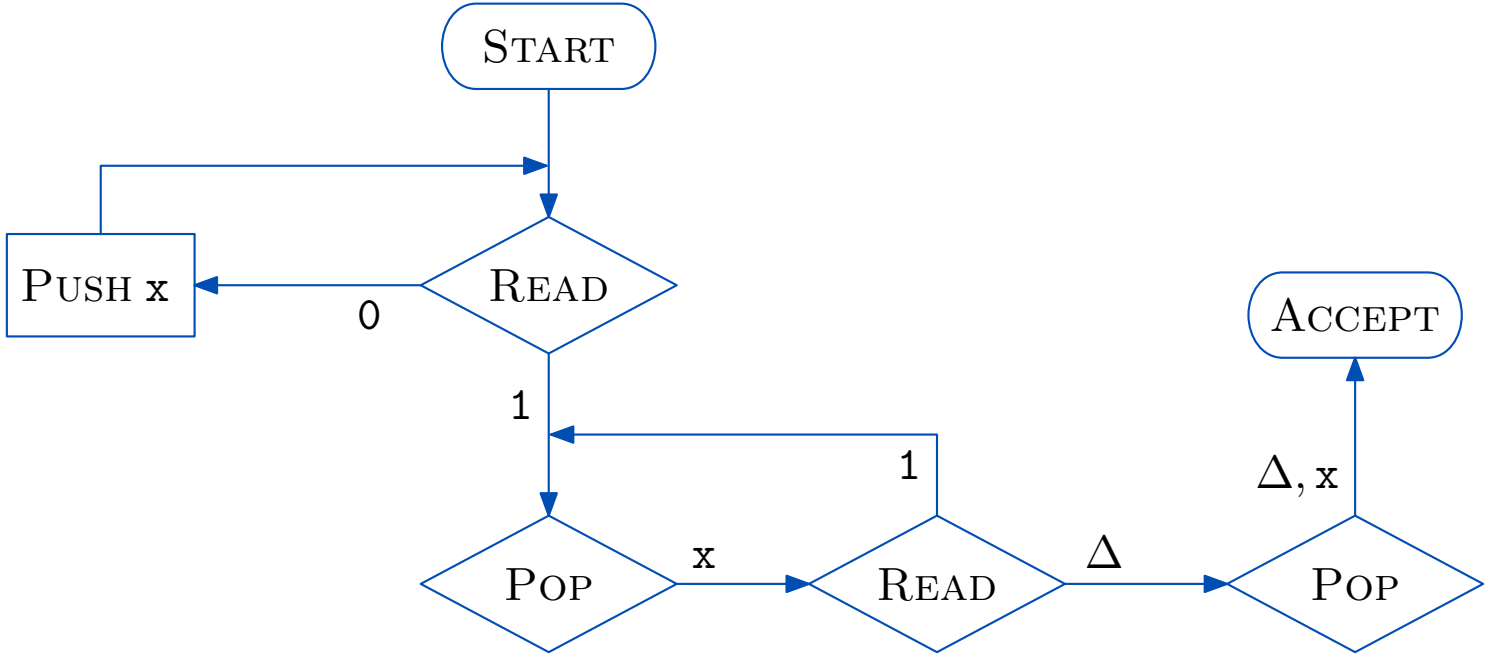 START
READ
PUSH x
0
ACCEPT
1
1
Δ, x
x
Δ
POP
READ
POP